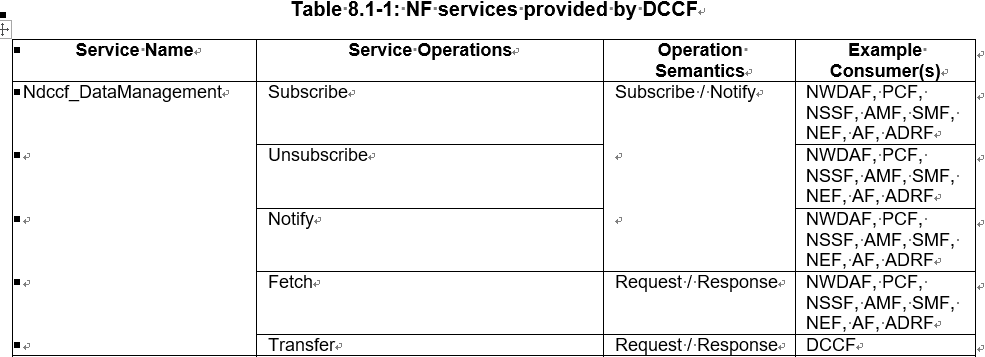 Table 8.1-1: NF services provided by DCCF
Service Name
Service Operations
Operation
Semantics
Example
Consumer(s)
Ndccf_DataManagement
Subscribe
Subscribe / Notify
NWDAF, PCF,
NSSF, AMF, SMF,
NEF, AF, ADRF
Unsubscribe
NWDAF, PCF,
NSSF, AMF, SMF,
NEF, AF, ADRF
Notify
NWDAF, PCF,
NSSF, AMF, SMF,
NEF, AF, ADRF
Fetch
Request / Response
NWDAF, PCF,
NSSF, AMF, SMF,
NEF, AF, ADRF
Transfer
Request / Response
DCCF